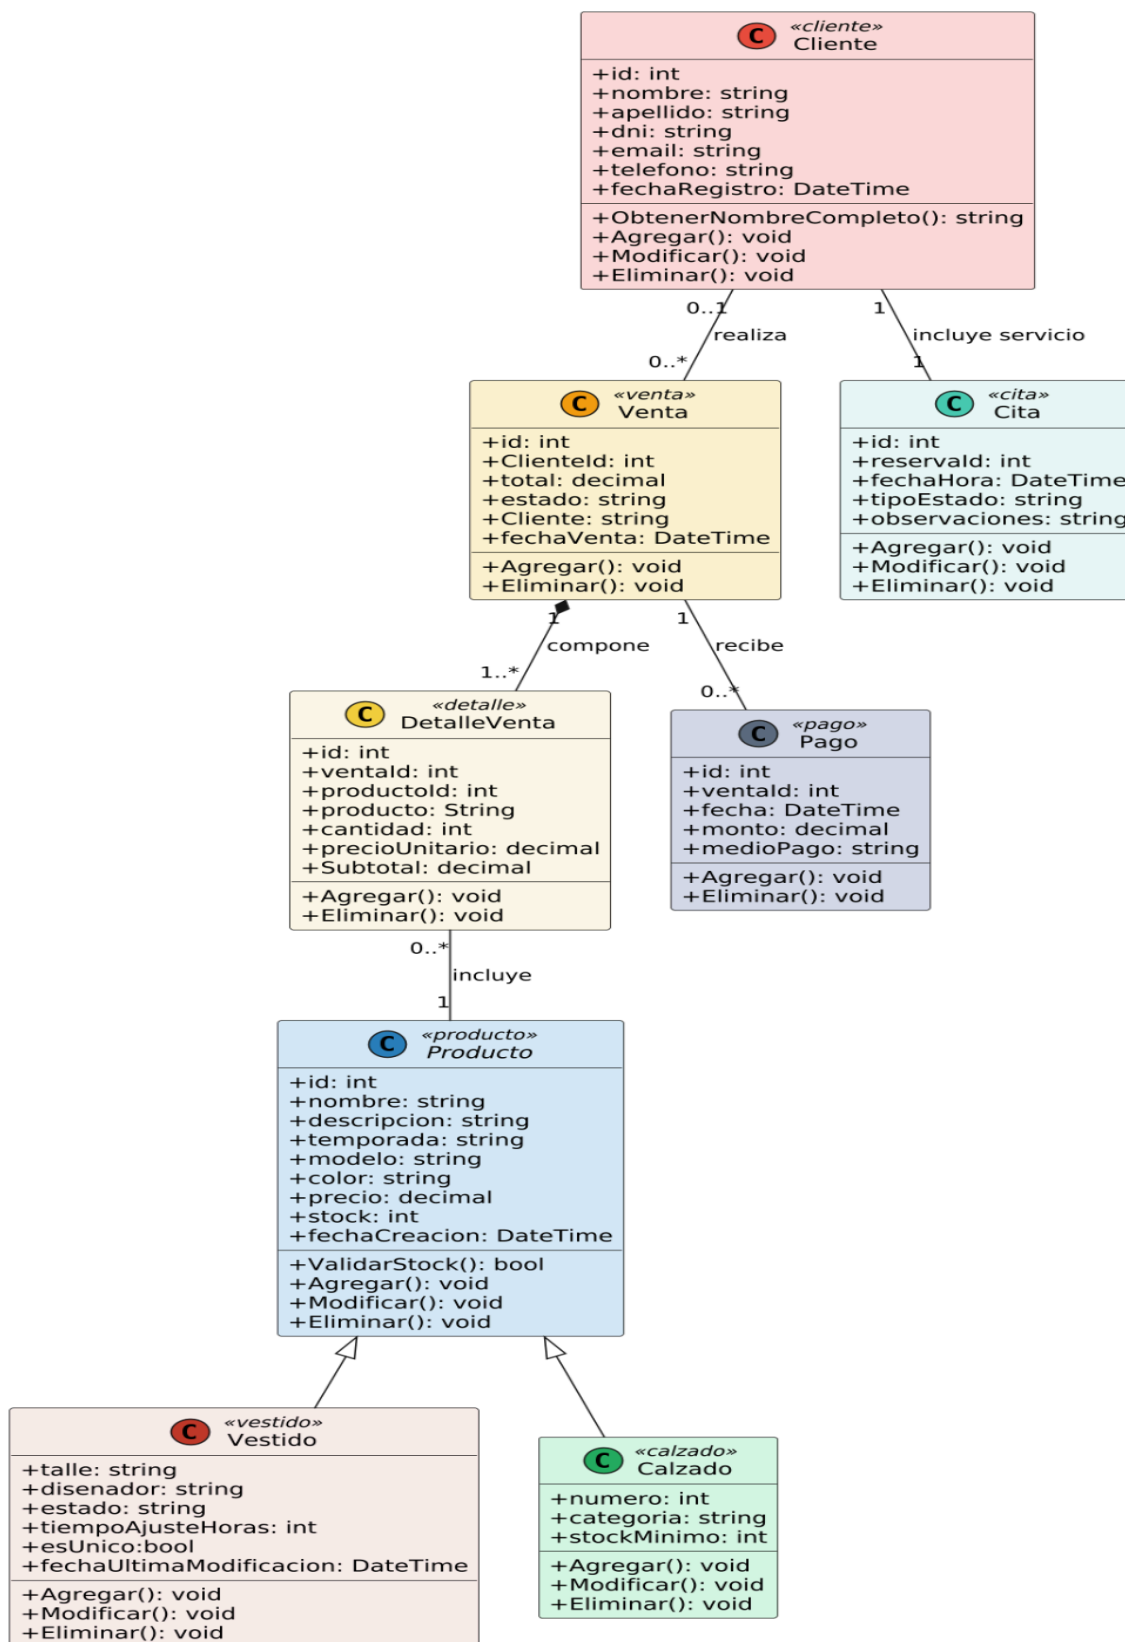 C
«cliente»
Cliente
+id: int
+nombre: string
+apellido: string
+dni: string
+email: string
+telefono: string
+fechaRegistro: DateTime
+ObtenerNombreCompleto(): string
+Agregar(): void
+Modificar(): void
+Eliminar(): void
0..1
realiza
0..*
1
incluye servicio
1
C
«venta»
Venta
+id: int
+ClienteId: int
+total: decimal
+estado: string
+Cliente: string
+fechaVenta: DateTime
+Agregar(): void
+Eliminar(): void
C
«cita»
Cita
+id: int
+reservaId: int
+fechaHora: DateTime
+tipoEstado: string
+observaciones: string
+Agregar(): void
+Modificar(): void
+Eliminar(): void
1
compone
1..*
1
recibe
0..*
C
«detalle»
DetalleVenta
+id: int
+ventaId: int
+productoId: int
+producto: String
+cantidad: int
+precioUnitario: decimal
+Subtotal: decimal
+Agregar(): void
+Eliminar(): void
C
«pago»
Pago
+id: int
+ventaId: int
+fecha: DateTime
+monto: decimal
+medioPago: string
+Agregar(): void
+Eliminar(): void
0..*
incluye
1
C
«producto»
Producto
+id: int
+nombre: string
+descripcion: string
+temporada: string
+modelo: string
+color: string
+precio: decimal
+stock: int
+fechaCreacion: DateTime
+ValidarStock(): bool
+Agregar(): void
+Modificar(): void
+Eliminar(): void
C
«vestido»
Vestido
+talle: string
+disenador: string
+estado: string
+tiempoAjusteHoras: int
+esUnico:bool
+fechaUltimaModificacion: DateTime
+Agregar(): void
+Modificar(): void
+Eliminar(): void
C
«calzado»
Calzado
+numero: int
+categoria: string
+stockMinimo: int
+Agregar(): void
+Modificar(): void
+Eliminar(): void